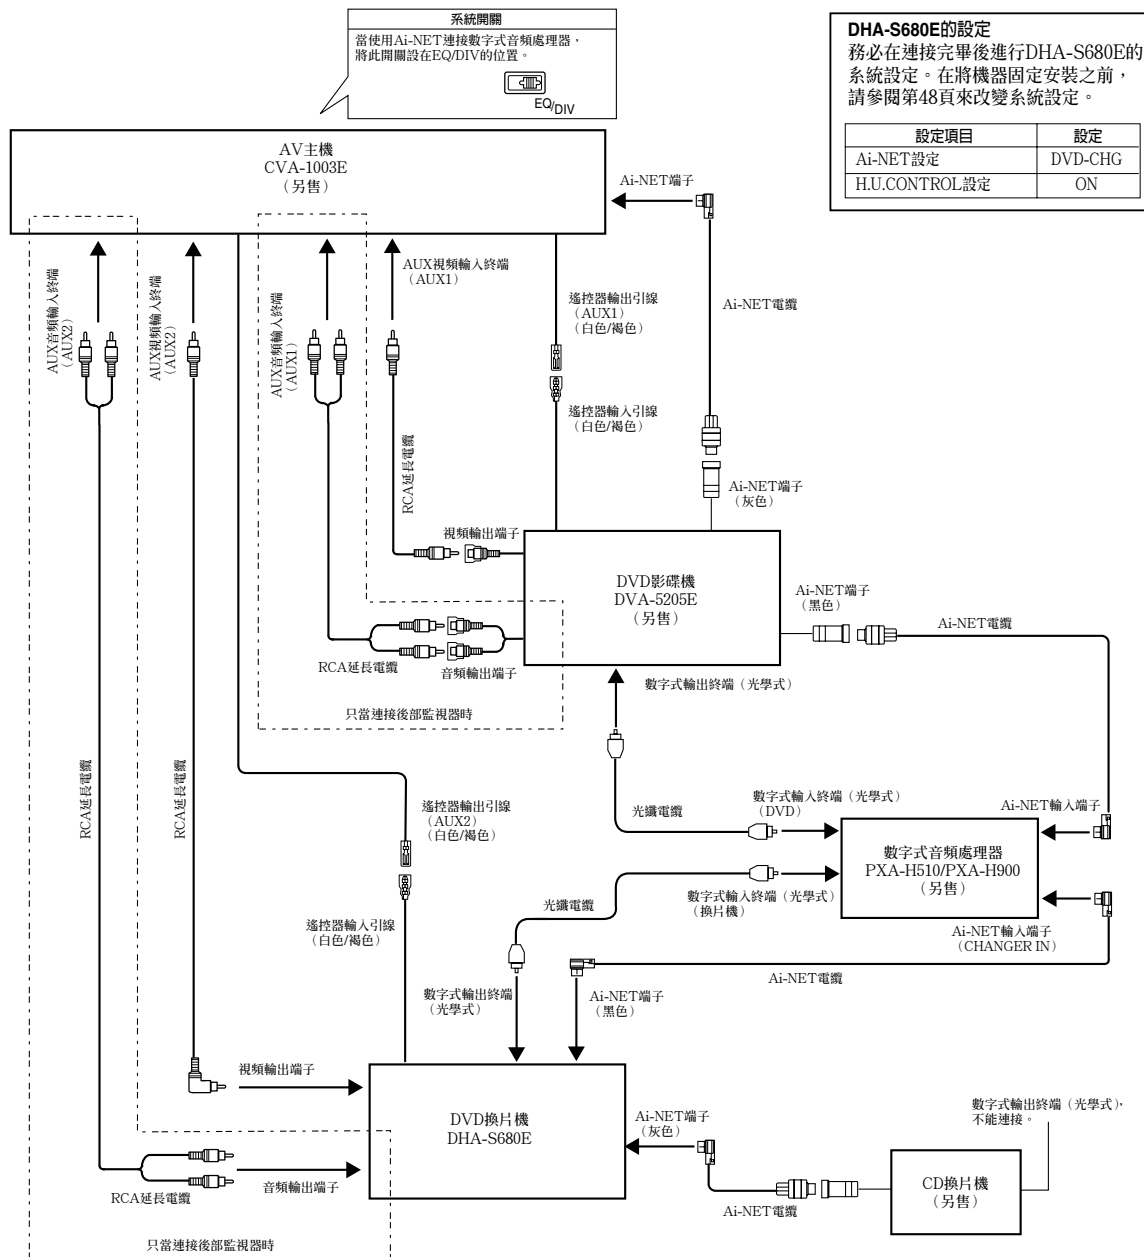 系統開關
當使用Ai-NET連接數字式音頻處理器，
將此開關設在EQ/DIV的位置。
EQ/DIV
DHA-S680E的設定
務必在連接完畢後進行DHA-S680E的
系統設定。在將機器固定安裝之前，
請參閱第48頁來改變系統設定。
設定項目 設定
Ai-NET設定 DVD-CHG
H.U.CONTROL設定 ON
AV主機
CVA-1003E
（另售）
Ai-NET端子
AUX音頻輸入終端
（AUX2）
AUX視頻輸入終端
（AUX2）
AUX音頻輸入終端
（AUX1）
AUX視頻輸入終端
（AUX1）
遙控器輸出引線
（AUX1）
（白色/褐色）
Ai-NET電纜
遙控器輸入引線
（白色/褐色）
RCA延長電纜
Ai-NET端子
（灰色）
視頻輸出端子
DVD影碟機
DVA-5205E
（另售）
Ai-NET端子
（黑色）
Ai-NET電纜
RCA延長電纜
音頻輸出端子
數字式輸出終端（光學式）
只當連接後部監視器時
RCA延長電纜
RCA延長電纜
遙控器輸出引線
（AUX2）
（白色/褐色）
光纖電纜
數字式輸入終端（光學式）
（DVD）
Ai-NET輸入端子
數字式音頻處理器
PXA-H510/PXA-H900
（另售）
光纖電纜
數字式輸入終端（光學式）
（換片機）
遙控器輸入引線
（白色/褐色）
Ai-NET輸入端子
（CHANGER IN）
Ai-NET電纜
數字式輸出終端
（光學式）
Ai-NET端子
（黑色）
視頻輸出端子
DVD換片機
DHA-S680E
Ai-NET端子
（灰色）
數字式輸出終端（光學式），
不能連接。
RCA延長電纜
音頻輸出端子
Ai-NET電纜
CD換片機
（另售）
只當連接後部監視器時